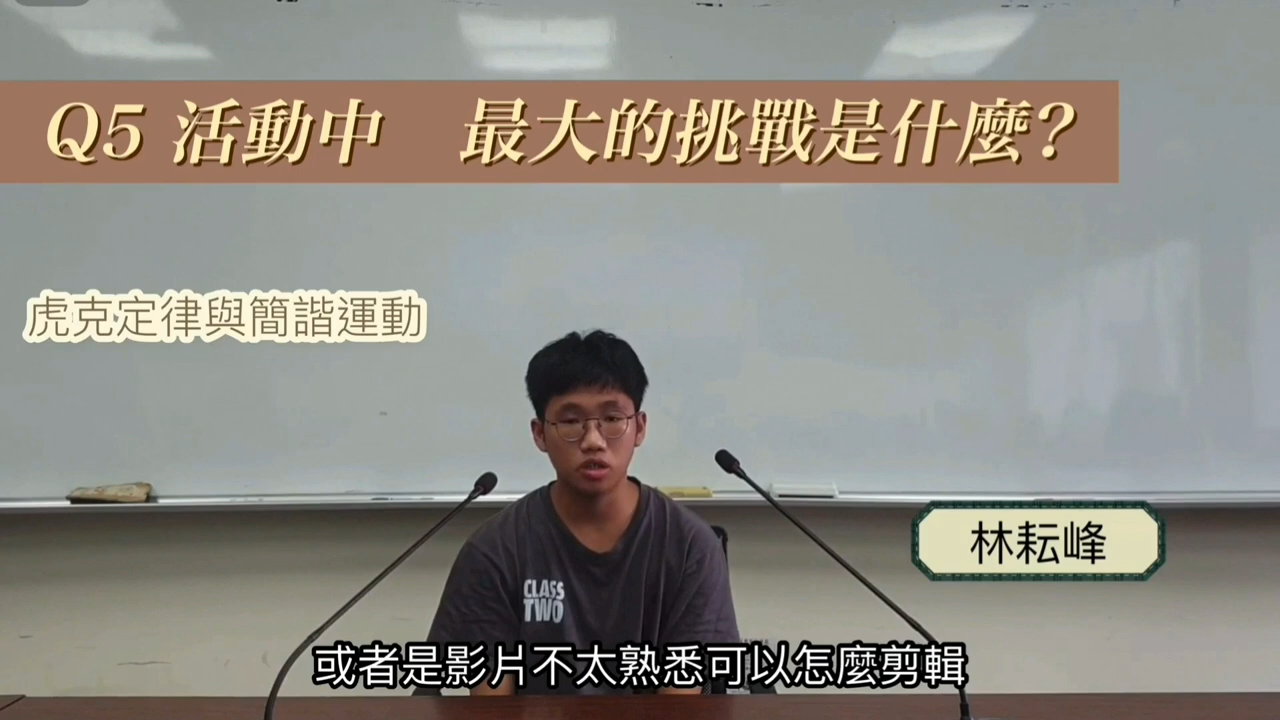 Q5 活動中 最大的挑戰是什麼?
虎克定律與簡諧運動
林耘峰
CLASS
TWO
或者是影片不太熟悉可以怎麼剪輯